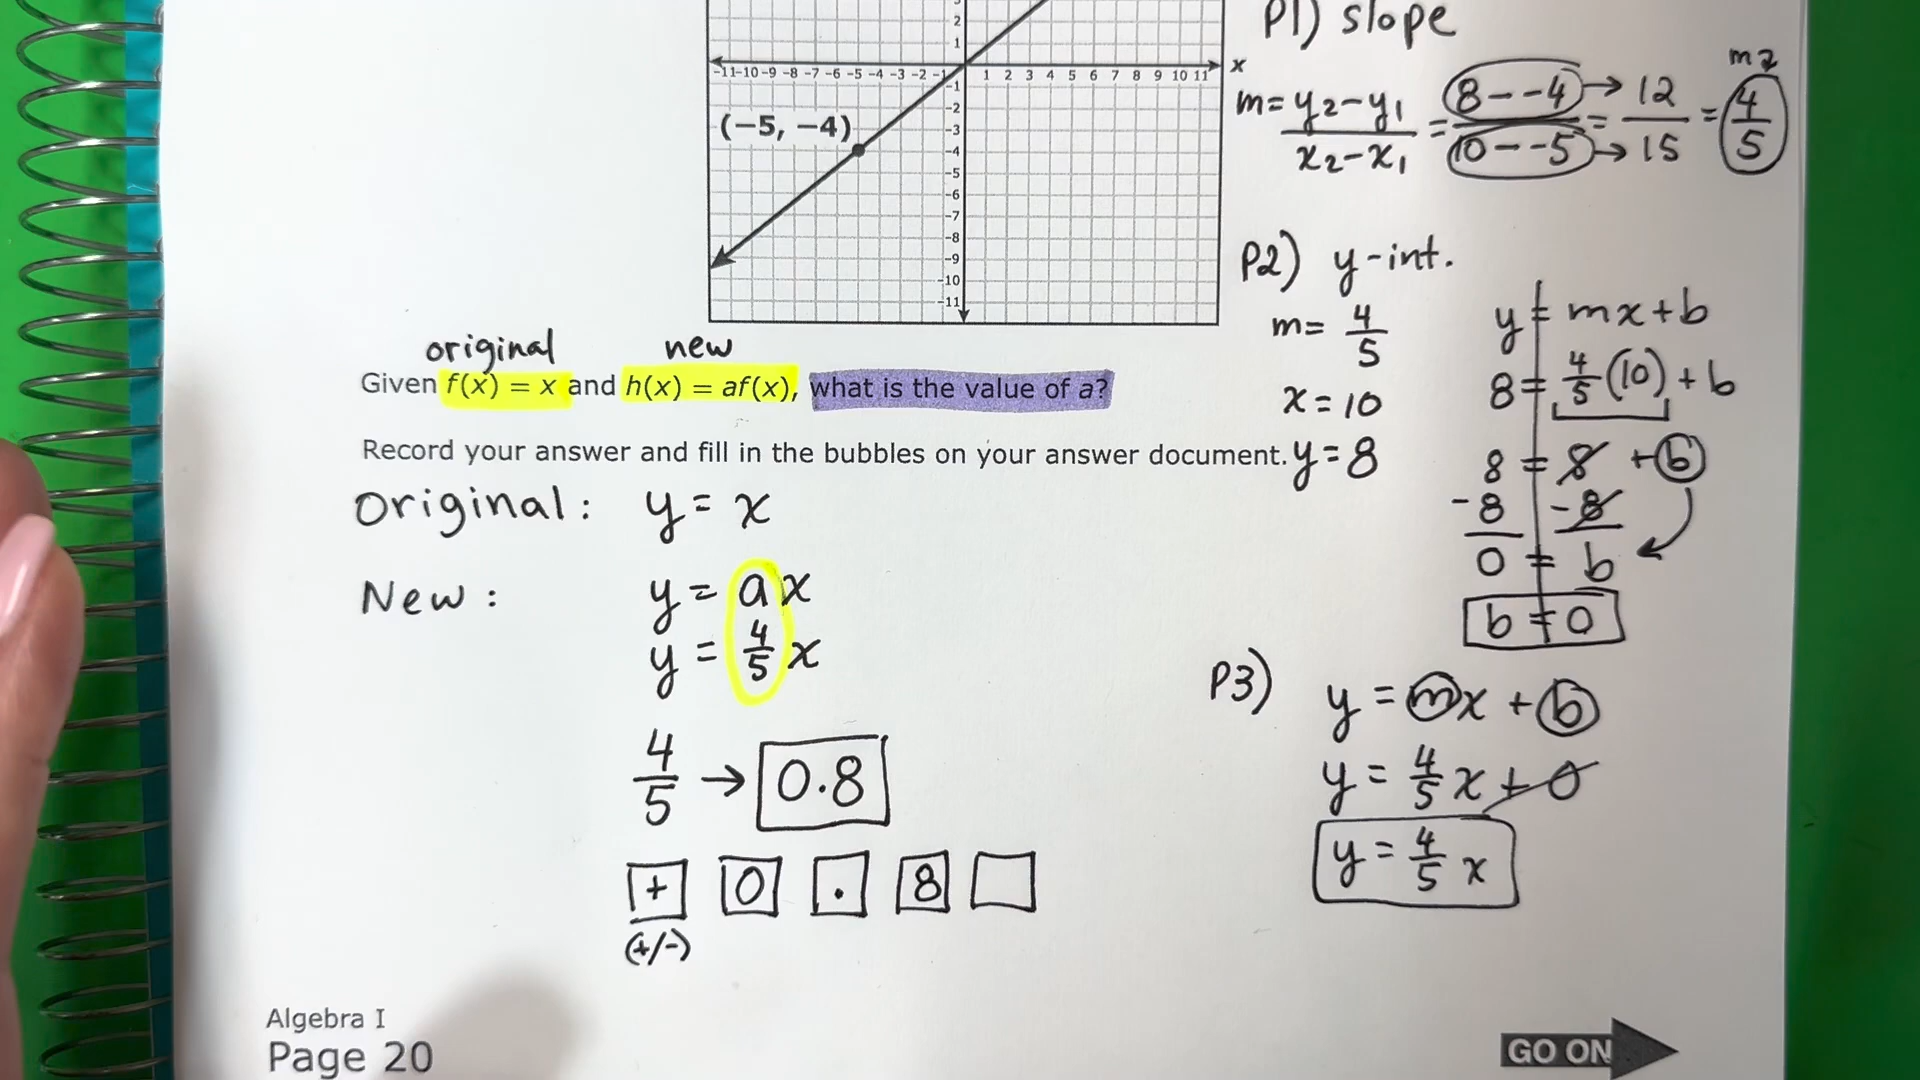 2
1
-11 -10 -9 -8 -7 -6 -5 -4 -3 -2 -1 1 2 3 4 5 6 7 8 9 10 11 x
-1
-2
-3
-4
-5
-6
-7
-8
-9
-10
-11
(−5, −4)
P1) slope
m = y₂ − y₁ / x₂ − x₁ = 8 − −4 / 10 − −5 → 12 / → 15 = 4/5
P2) y-int.
m = 4/5
x = 10
y = 8
y = mx + b
8 = 4/5 (10) + b
8 = 8 + b
-8 -8
0 = b
b = 0
original new
Given f(x) = x and h(x) = af(x), what is the value of a?
Record your answer and fill in the bubbles on your answer document.
Original: y = x
New: y = ax
y = 4/5 x
4/5 → 0.8
+ 0 . 8
(+/-)
P3) y = mx + b
y = 4/5 x + 0
y = 4/5 x
Algebra I
Page 20
GO ON